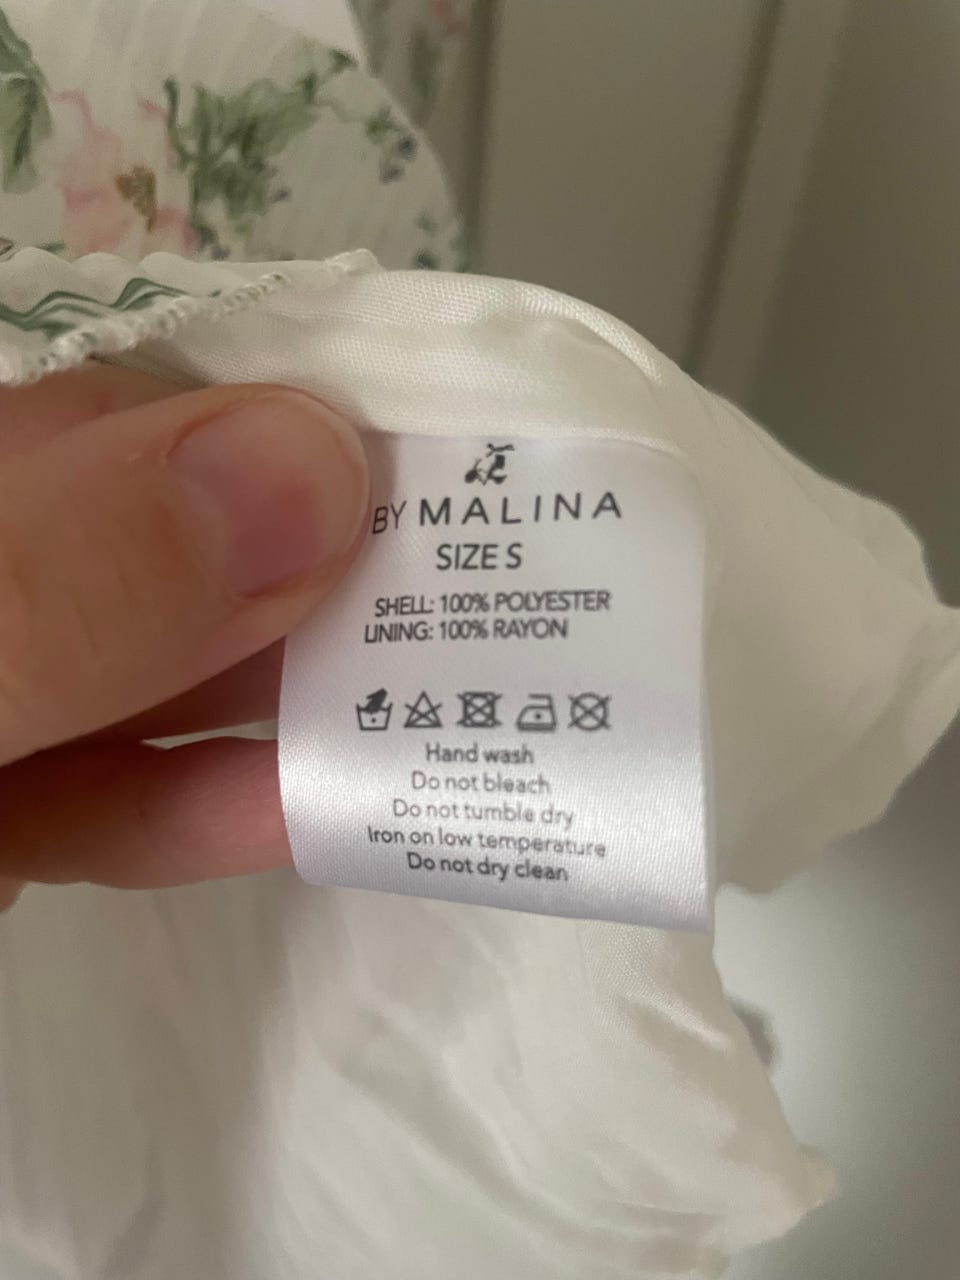 BY MALINA
SIZE S
SHELL: 100% POLYESTER
LINING: 100% RAYON
Hand wash
Do not bleach
Do not tumble dry
Iron on low temperature
Do not dry clean